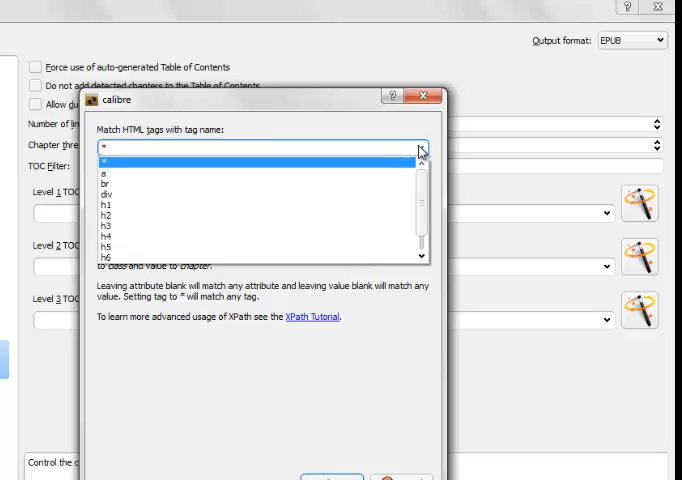 Output format: EPUB
Force use of auto-generated Table of Contents
Do not add detected chapters to the Table of Contents
Allow du
Number of lin
Chapter thre
TOC Filter:
Level 1 TOC
Level 2 TOC
Level 3 TOC
calibre
Match HTML tags with tag name:
*
*
a
br
div
h1
h2
h3
h4
h5
h6
to class and value to chapter.
Leaving attribute blank will match any attribute and leaving value blank will match any
value. Setting tag to * will match any tag.
To learn more advanced usage of XPath see the XPath Tutorial.
Control the c